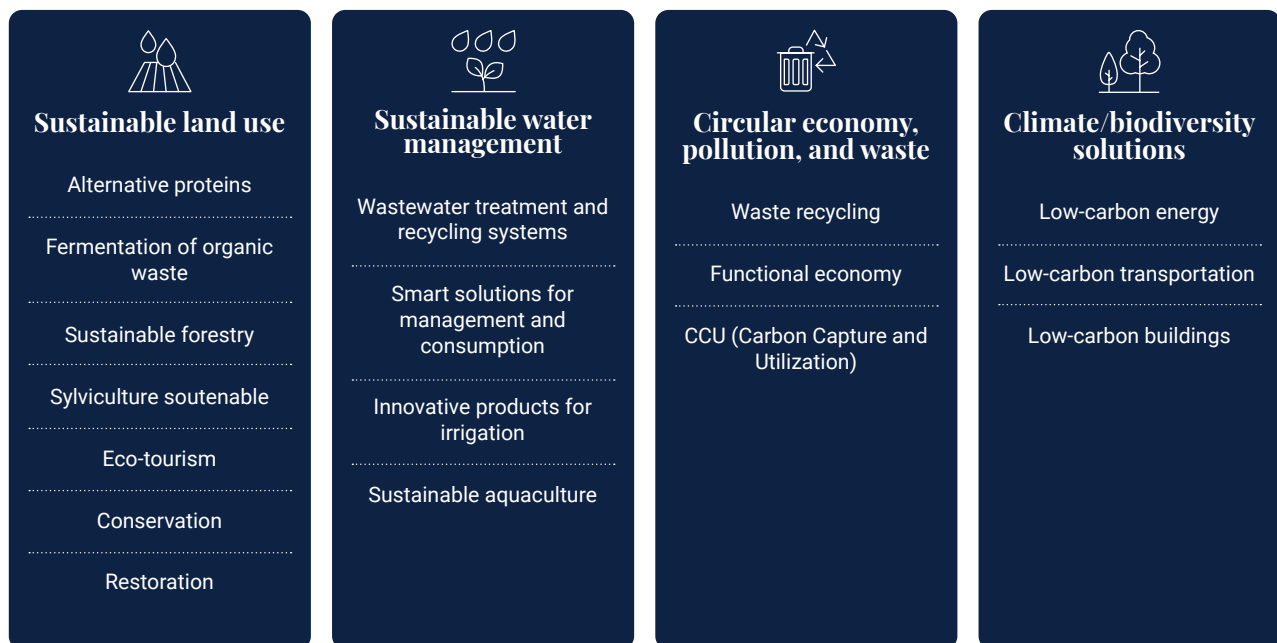 Sustainable land use
Alternative proteins
Fermentation of organic
waste
Sustainable forestry
Sylviculture soutenable
Eco-tourism
Conservation
Restoration
Sustainable water
management
Wastewater treatment and
recycling systems
Smart solutions for
management and
consumption
Innovative products for
irrigation
Sustainable aquaculture
Circular economy,
pollution, and waste
Waste recycling
Functional economy
CCU (Carbon Capture and
Utilization)
Climate/biodiversity
solutions
Low-carbon energy
Low-carbon transportation
Low-carbon buildings